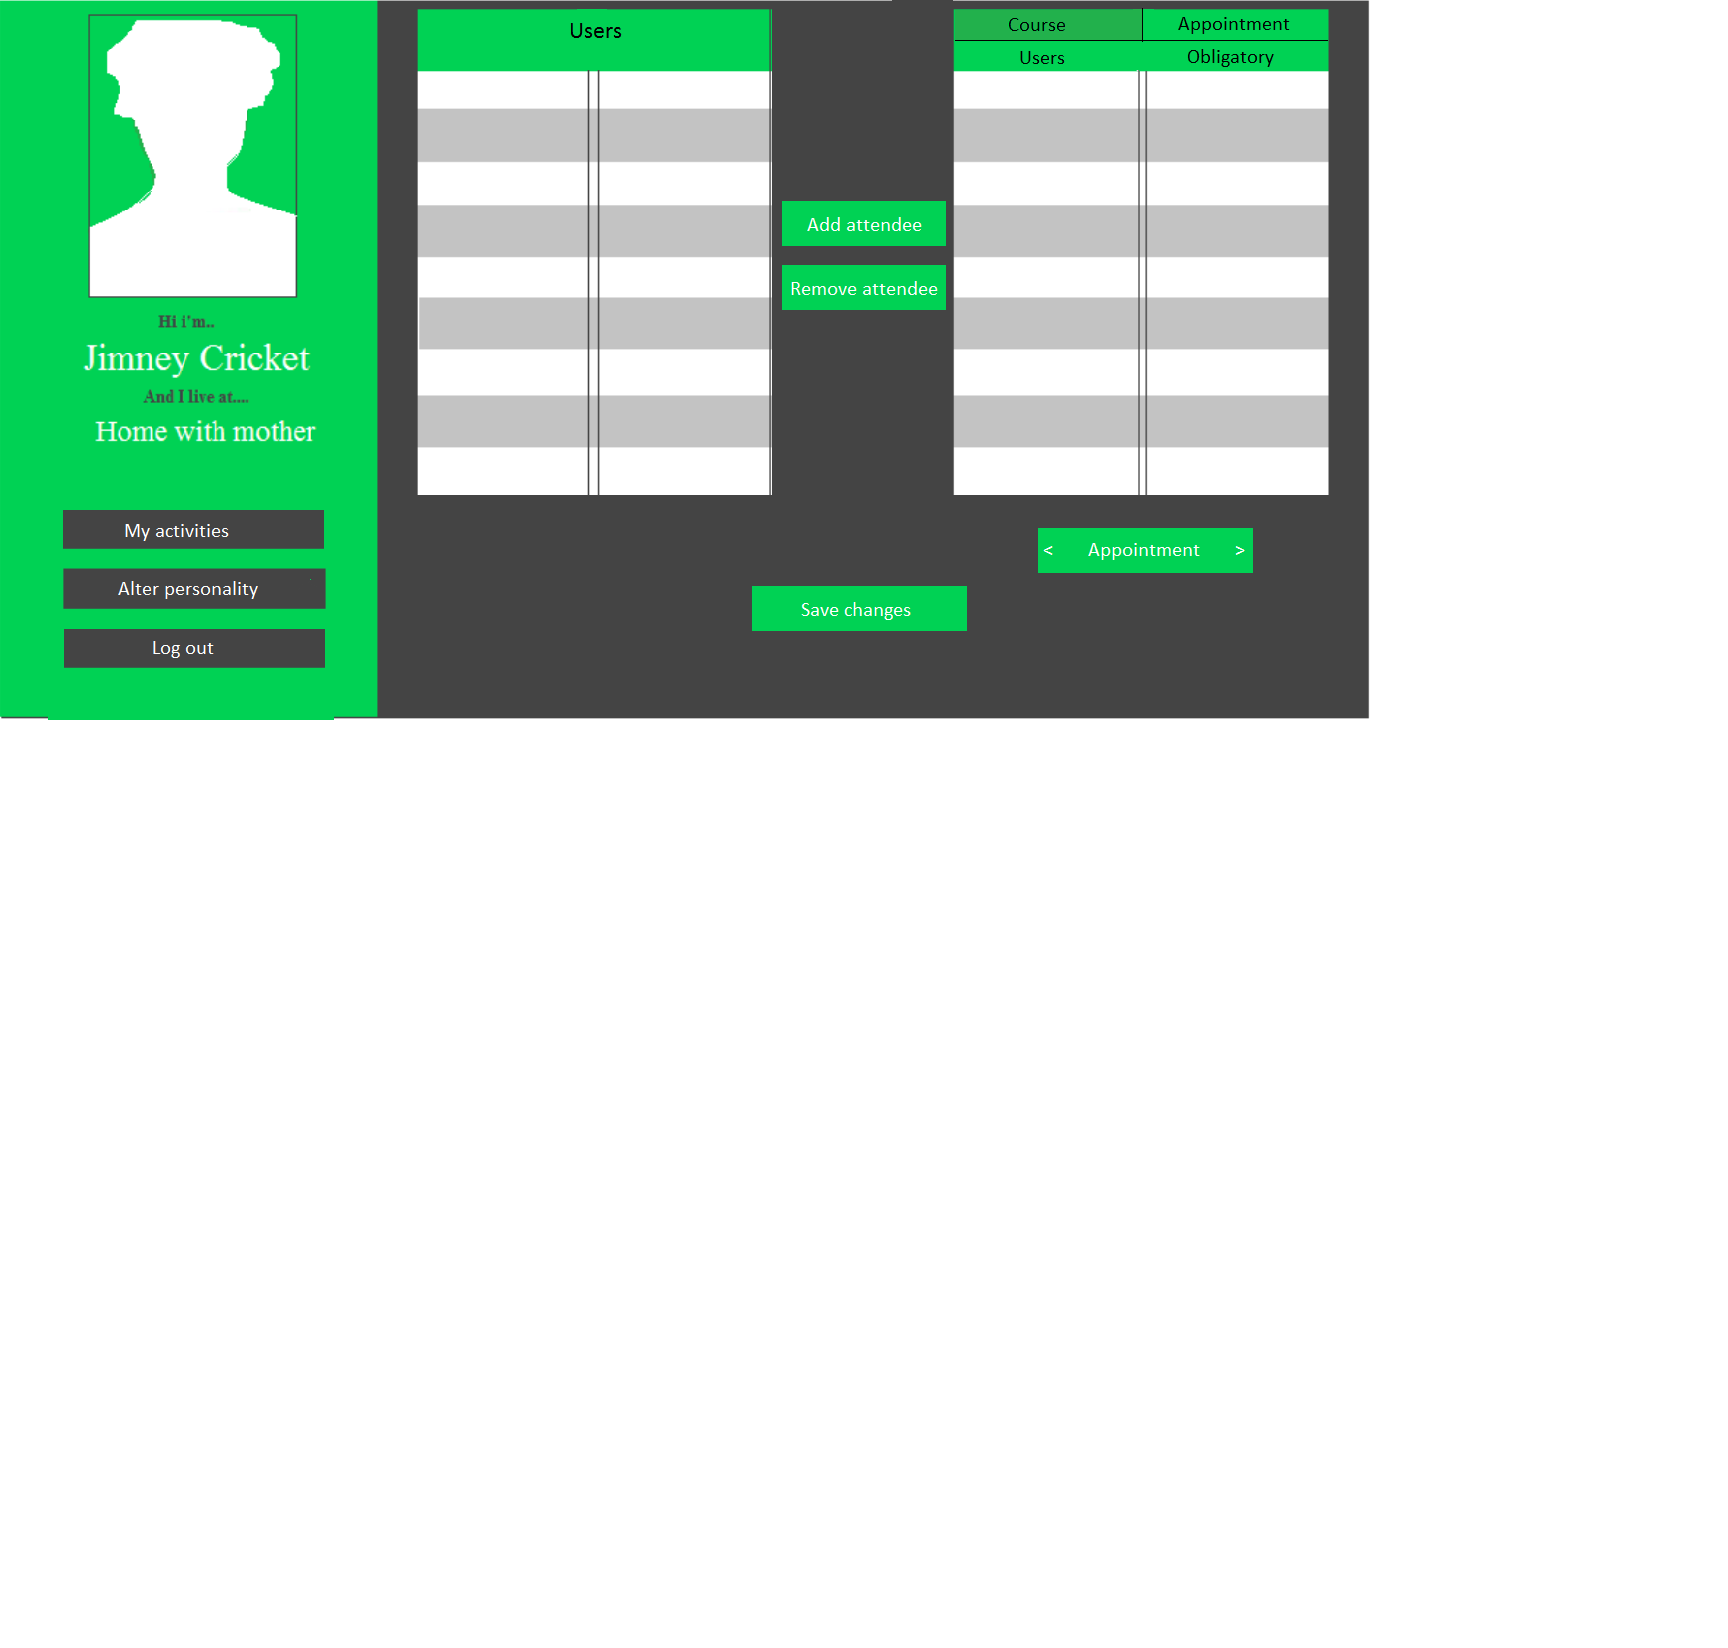 Hi i'm..
Jimney Cricket
And I live at....
Home with mother
My activities
Alter personality
Log out
Users
Add attendee
Remove attendee
Course Appointment
Users Obligatory
< Appointment >
Save changes